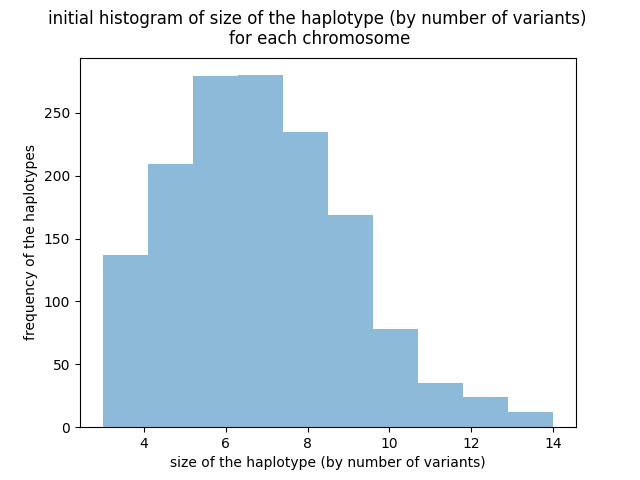 initial histogram of size of the haplotype (by number of variants)
for each chromosome
frequency of the haplotypes
250
200
150
100
50
0
4 6 8 10 12 14
size of the haplotype (by number of variants)